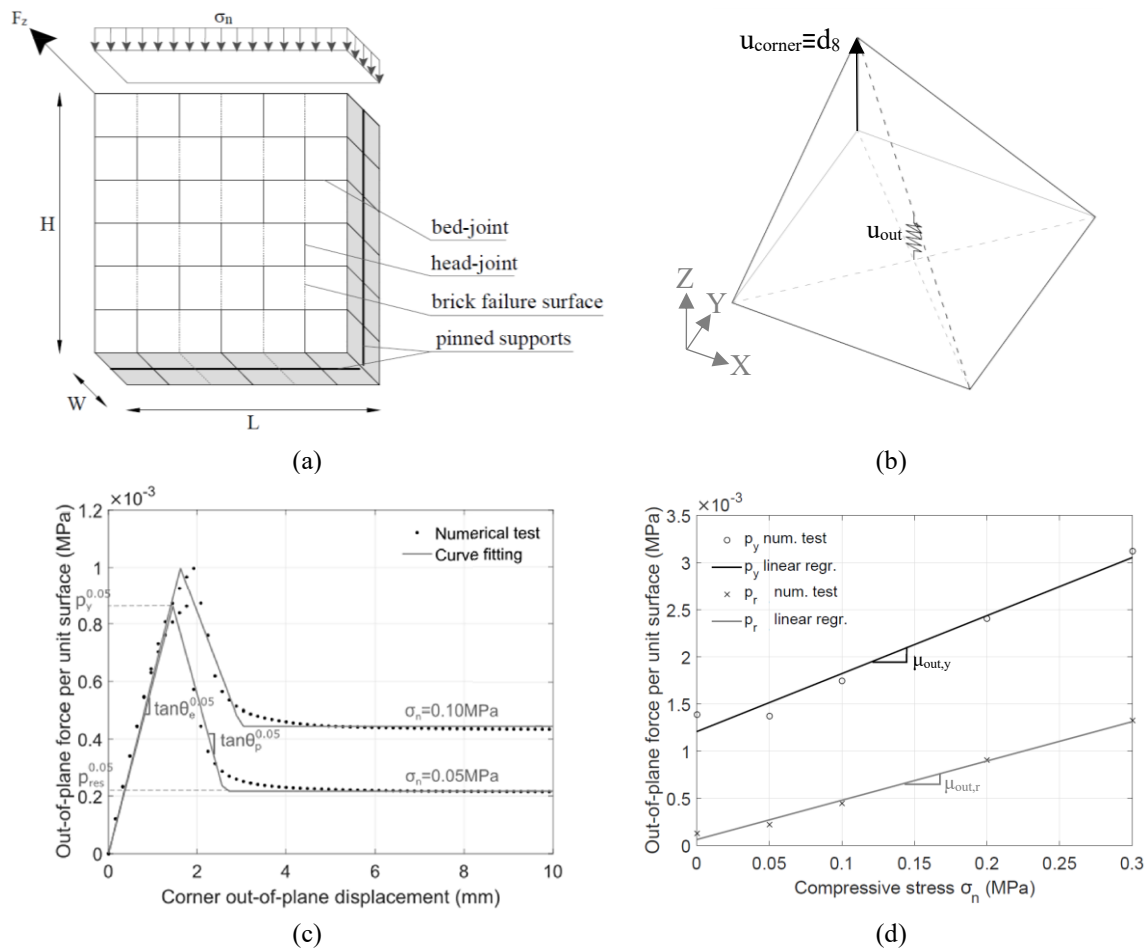 F_z
σ_n
H
bed-joint
head-joint
brick failure surface
pinned supports
W
L
(a)
u_corner≡d_8
u_out
Z
Y
X
(b)
×10^-3
Out-of-plane force per unit surface (MPa)
1.2
1
0.8
0.6
0.4
0.2
0
p_y^0.05
p_res^0.05
tanθ_e^0.05
tanθ_p^0.05
Numerical test
Curve fitting
σ_n=0.10MPa
σ_n=0.05MPa
0 2 4 6 8 10
Corner out-of-plane displacement (mm)
(c)
×10^-3
Out-of-plane force per unit surface (MPa)
3.5
3
2.5
2
1.5
1
0.5
0
p_y num. test
p_y linear regr.
p_r num. test
p_r linear regr.
μ_out,y
μ_out,r
0 0.05 0.1 0.15 0.2 0.25 0.3
Compressive stress σ_n (MPa)
(d)